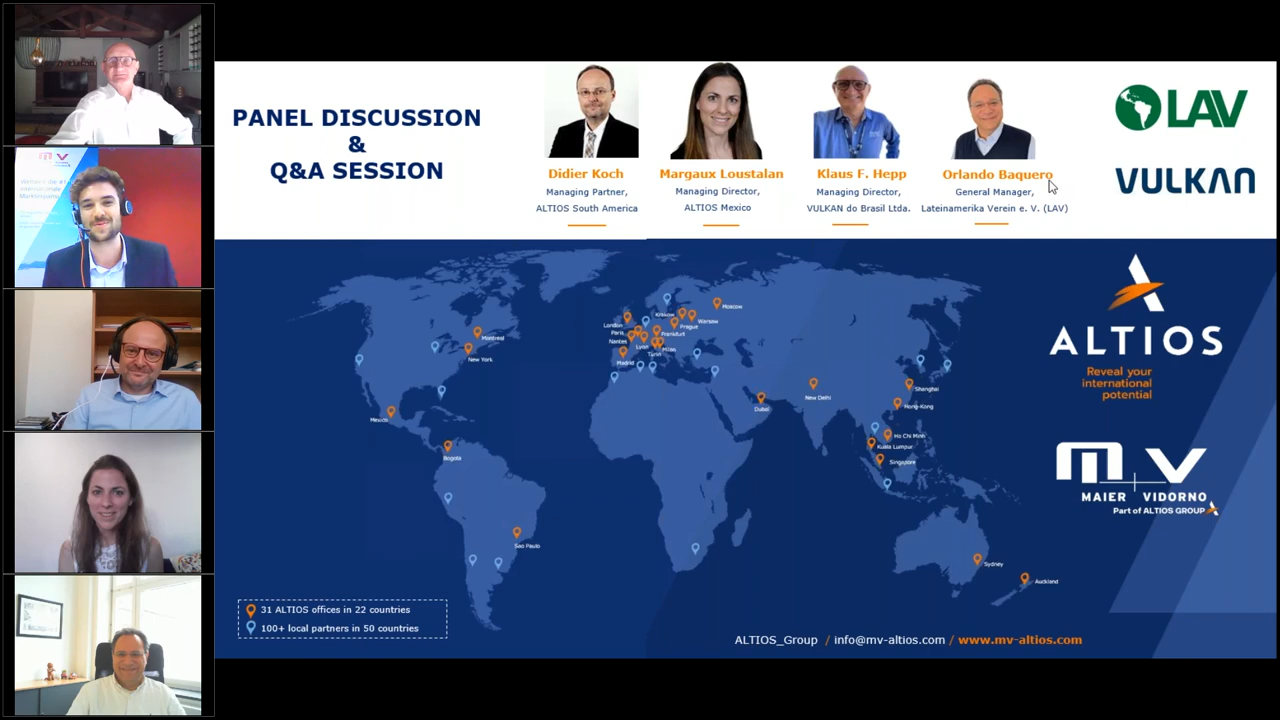 PANEL DISCUSSION
&
Q&A SESSION
Didier Koch
Managing Partner,
ALTIOS South America
Margaux Loustalan
Managing Director,
ALTIOS Mexico
Klaus F. Hepp
Managing Director,
VULKAN do Brasil Ltda.
Orlando Baquero
General Manager,
Lateinamerika Verein e. V. (LAV)
LAV
VULKAN
Moscow
London
Krakow
Warsaw
Prague
Paris
Frankfurt
Nantes
Lyon
Milan
Turin
Madrid
Montreal
New York
Mexico
Bogota
Sao Paulo
Dubai
New Delhi
Shanghai
Hong-Kong
Ho Chi Minh
Kuala Lumpur
Singapore
Sydney
Auckland
ALTIOS
Reveal your
international
potential
MV
MAIER + VIDORNO
Part of ALTIOS GROUP
31 ALTIOS offices in 22 countries
100+ local partners in 50 countries
ALTIOS_Group / info@mv-altios.com / www.mv-altios.com